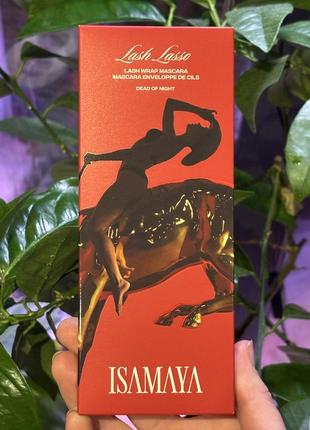 Lash Lasso
LASH WRAP MASCARA
MASCARA ENVELOPPE DE CILS
DEAD OF NIGHT
ISAMAYA